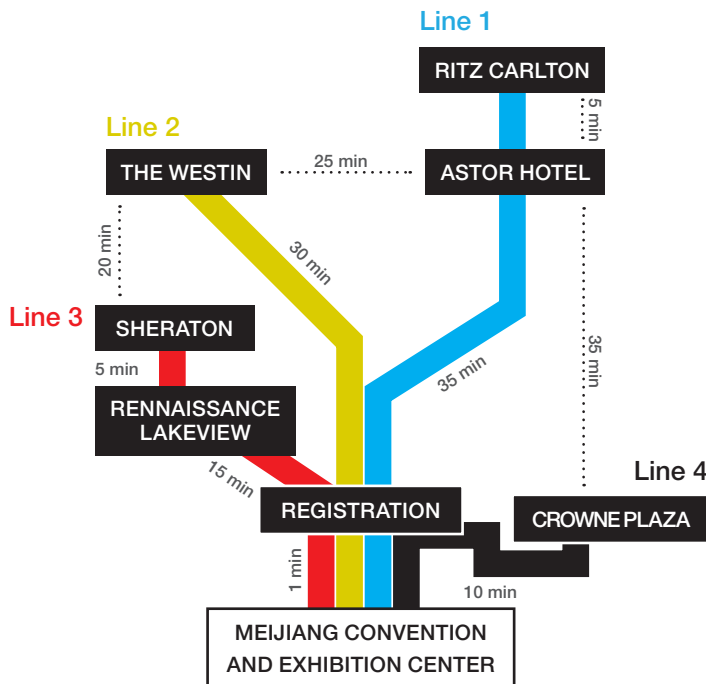 Line 1
RITZ CARLTON
5 min
Line 2
THE WESTIN
25 min
ASTOR HOTEL
20 min
30 min
Line 3
SHERATON
5 min
35 min
35 min
RENNAISSANCE
LAKEVIEW
15 min
Line 4
REGISTRATION
CROWNE PLAZA
1 min
10 min
MEIJIANG CONVENTION
AND EXHIBITION CENTER